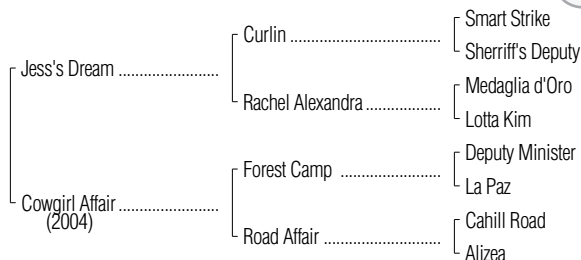 Smart Strike
Curlin
Sherriff's Deputy
Jess's Dream
Medaglia d'Oro
Rachel Alexandra
Lotta Kim
Deputy Minister
Forest Camp
La Paz
Cowgirl Affair
(2004)
Cahill Road
Road Affair
Alizea